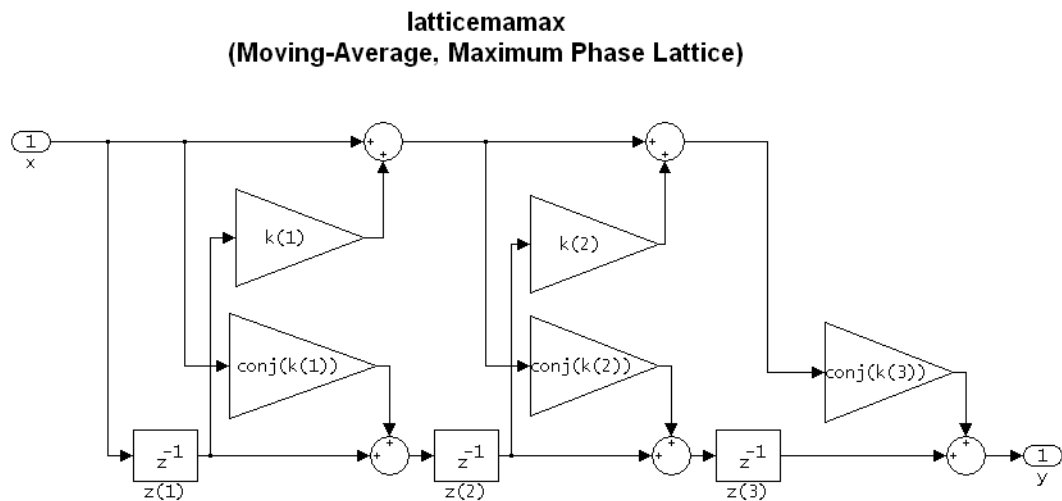 latticemamax
(Moving-Average, Maximum Phase Lattice)
1
x
+
+
+
+
k(1)
k(2)
conj(k(1))
conj(k(2))
conj(k(3))
z⁻¹
+
+
z⁻¹
+
+
z⁻¹
+
+
1
z(1)
z(2)
z(3)
y